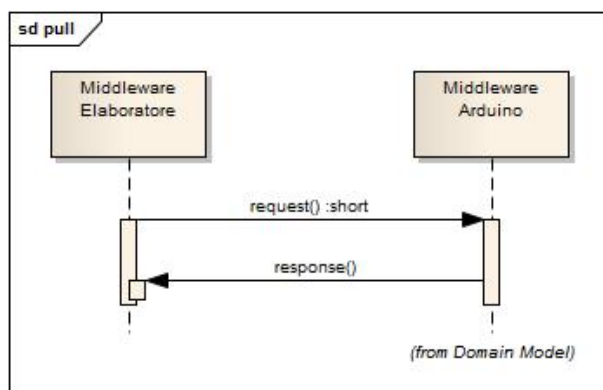 sd pull
Middleware
Elaboratore
Middleware
Arduino
request() :short
response()
(from Domain Model)